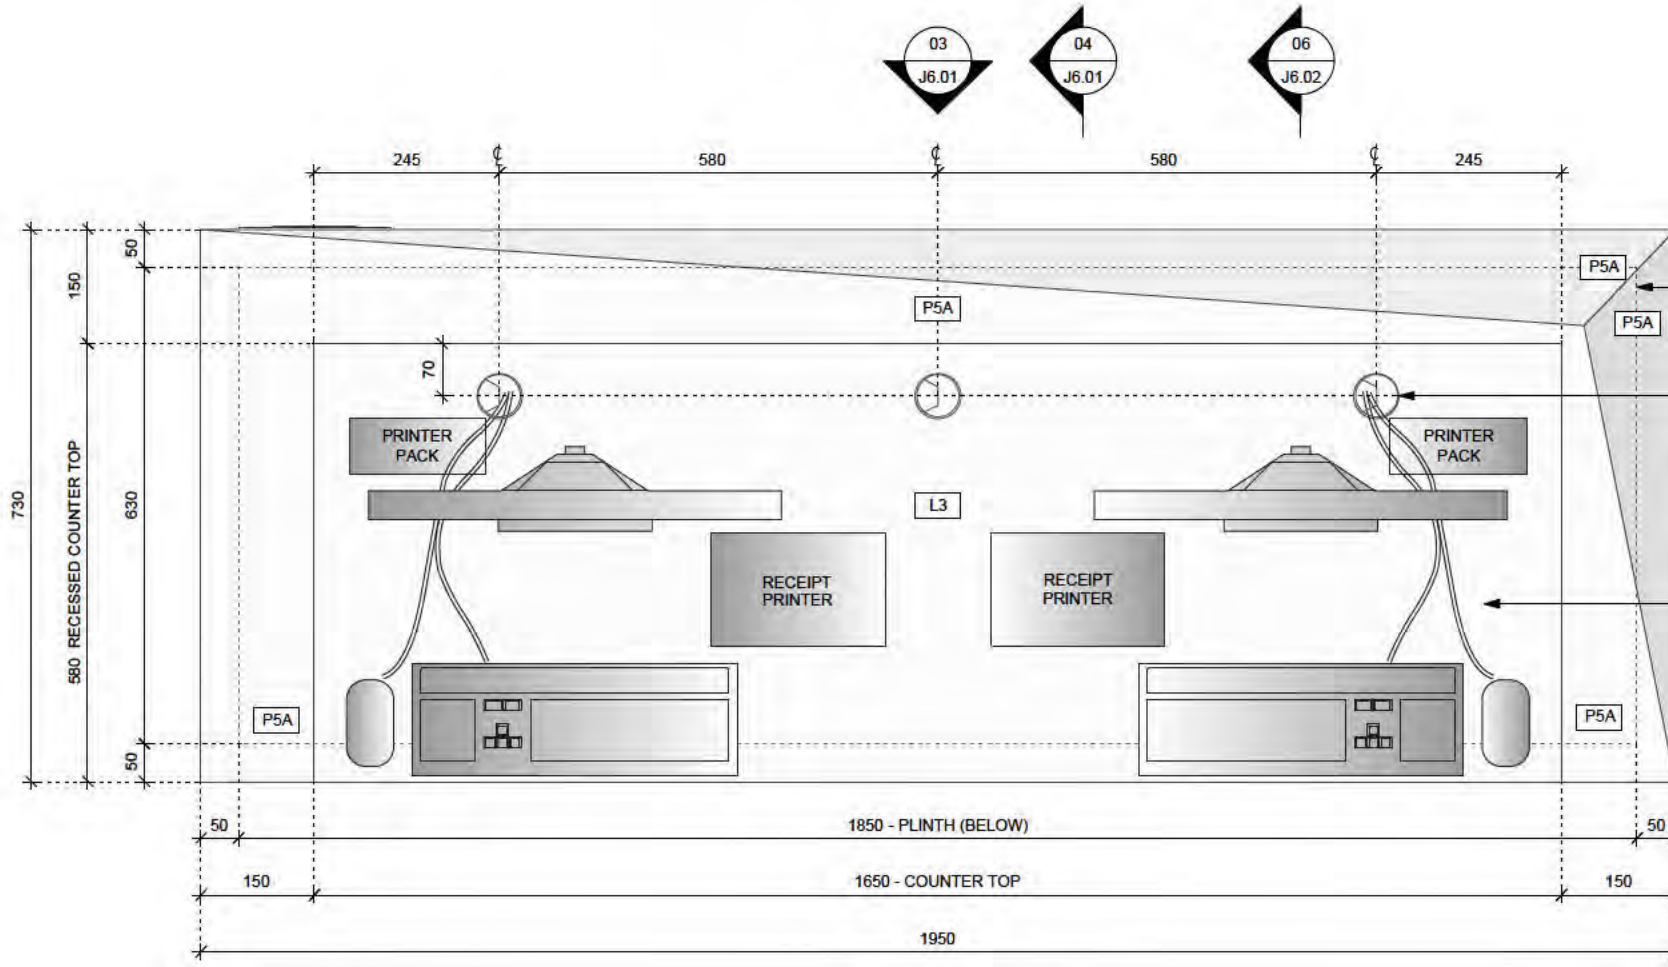 03
J6.01
04
J6.01
06
J6.02
245
℄
580
℄
580
℄
245
50
150
P5A
P5A
P5A
70
PRINTER
PACK
PRINTER
PACK
730
580 RECESSED COUNTER TOP
630
L3
RECEIPT
PRINTER
RECEIPT
PRINTER
P5A
P5A
50
50
1850 - PLINTH (BELOW)
50
150
1650 - COUNTER TOP
150
1950